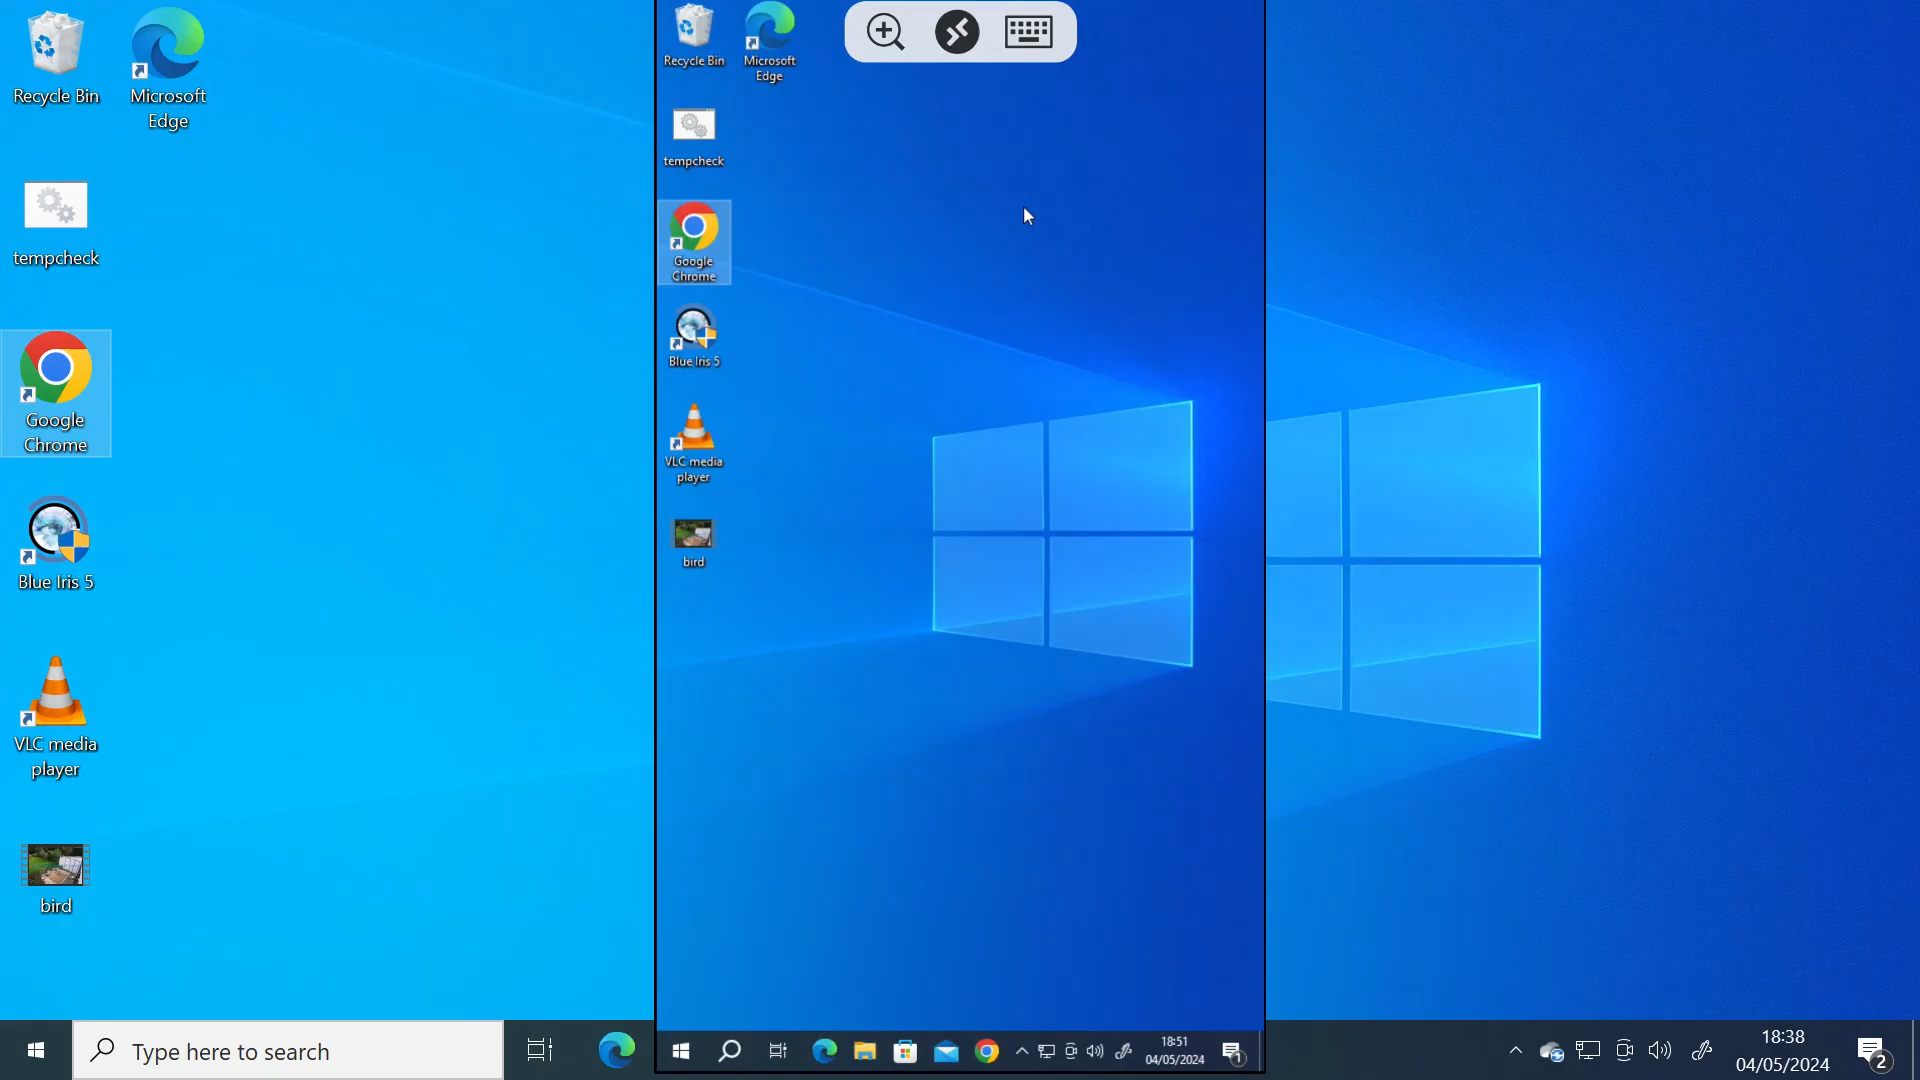 Recycle Bin
Microsoft
Edge
tempcheck
Google
Chrome
Blue Iris 5
VLC media
player
bird
Type here to search
Recycle Bin
Microsoft
Edge
tempcheck
Google
Chrome
Blue Iris 5
VLC media
player
bird
18:51
04/05/2024
1
18:38
04/05/2024
2